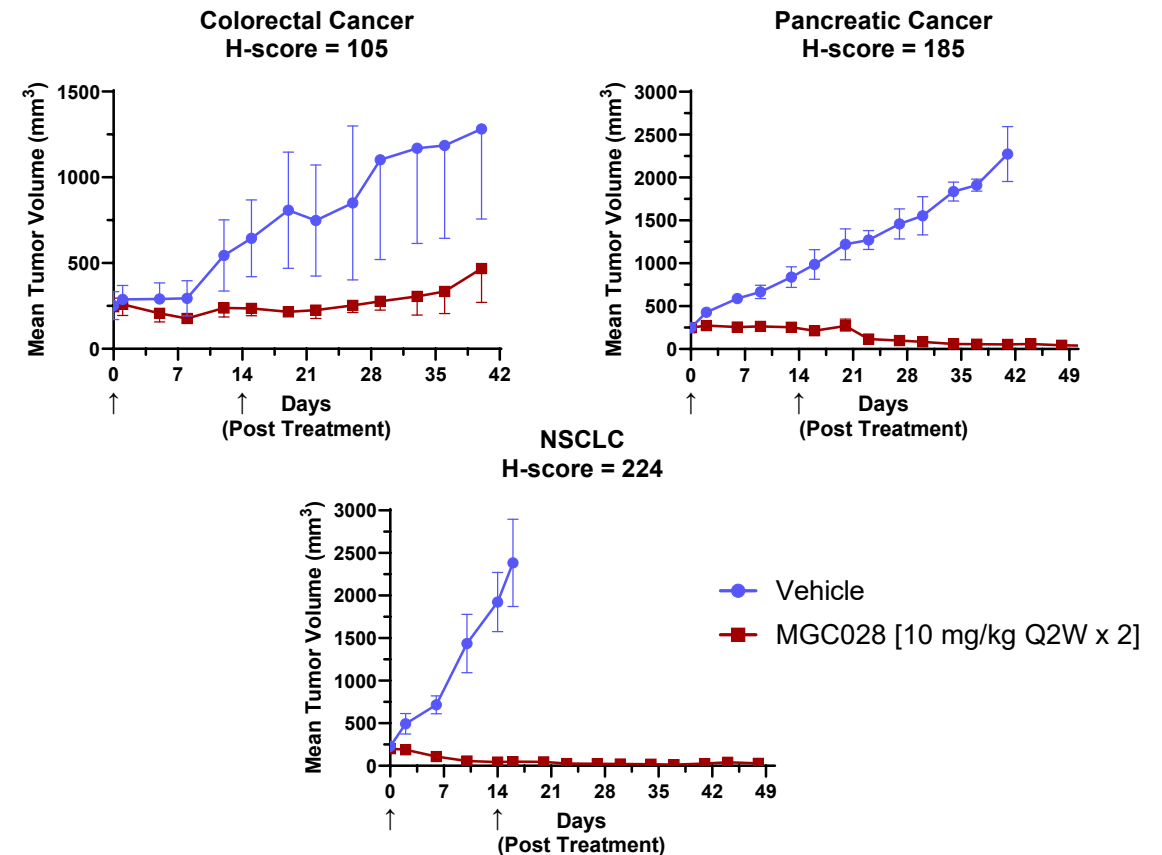 Colorectal Cancer
H-score = 105
Mean Tumor Volume (mm³)
1500
1000
500
0
0 7 14 21 28 35 42
↑ ↑ Days
(Post Treatment)
Pancreatic Cancer
H-score = 185
Mean Tumor Volume (mm³)
3000
2500
2000
1500
1000
500
0
0 7 14 21 28 35 42 49
↑ ↑ Days
(Post Treatment)
NSCLC
H-score = 224
Mean Tumor Volume (mm³)
3000
2500
2000
1500
1000
500
0
0 7 14 21 28 35 42 49
↑ ↑ Days
(Post Treatment)
Vehicle
MGC028 [10 mg/kg Q2W x 2]